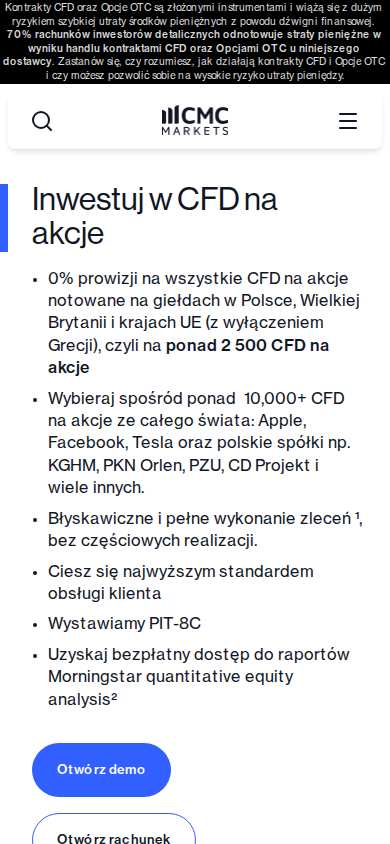 Kontrakty CFD oraz Opcje OTC są złożonymi instrumentami i wiążą się z dużym
ryzykiem szybkiej utraty środków pieniężnych z powodu dźwigni finansowej.
70% rachunków inwestorów detalicznych odnotowuje straty pieniężne w
wyniku handlu kontraktami CFD oraz Opcjami OTC u niniejszego
dostawcy. Zastanów się, czy rozumiesz, jak działają kontrakty CFD i Opcje OTC
i czy możesz pozwolić sobie na wysokie ryzyko utraty pieniędzy.
CMC
MARKETS
Inwestuj w CFD na
akcje
• 0% prowizji na wszystkie CFD na akcje
notowane na giełdach w Polsce, Wielkiej
Brytanii i krajach UE (z wyłączeniem
Grecji), czyli na ponad 2 500 CFD na
akcje
• Wybieraj spośród ponad 10,000+ CFD
na akcje ze całego świata: Apple,
Facebook, Tesla oraz polskie spółki np.
KGHM, PKN Orlen, PZU, CD Projekt i
wiele innych.
• Błyskawiczne i pełne wykonanie zleceń ¹,
bez częściowych realizacji.
• Ciesz się najwyższym standardem
obsługi klienta
• Wystawiamy PIT-8C
• Uzyskaj bezpłatny dostęp do raportów
Morningstar quantitative equity
analysis²
Otwórz demo
Otwórz rachunek